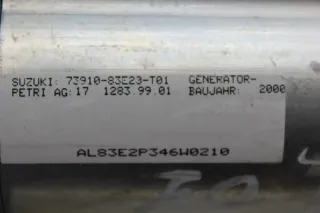 SUZUKI: 73910-83E23-T01 GENERATOR-
PETRI AG:17 1283.99.01 BAUJAHR: 2000
AL83E2P346W0210